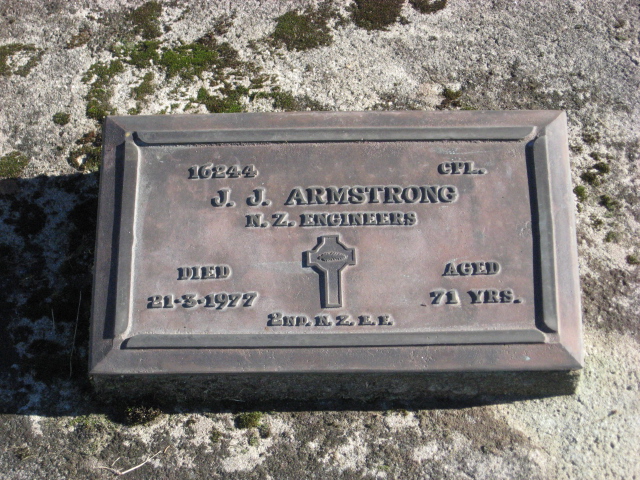 16244 CPL.
J. J. ARMSTRONG
N. Z. ENGINEERS
DIED AGED
21-3-1977 71 YRS.
2ND. N. Z. E. F.